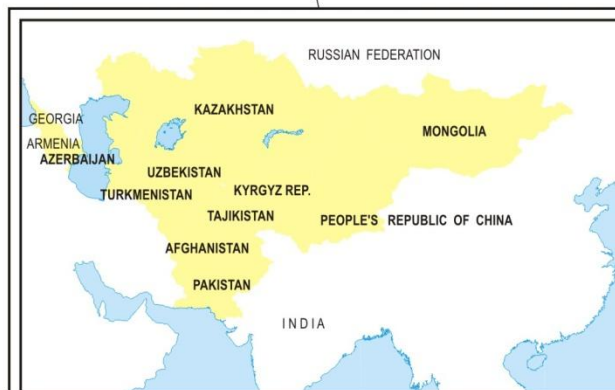 RUSSIAN FEDERATION
KAZAKHSTAN
GEORGIA
MONGOLIA
ARMENIA
AZERBAIJAN
UZBEKISTAN
TURKMENISTAN
KYRGYZ REP.
TAJIKISTAN
PEOPLE'S REPUBLIC OF CHINA
AFGHANISTAN
PAKISTAN
INDIA